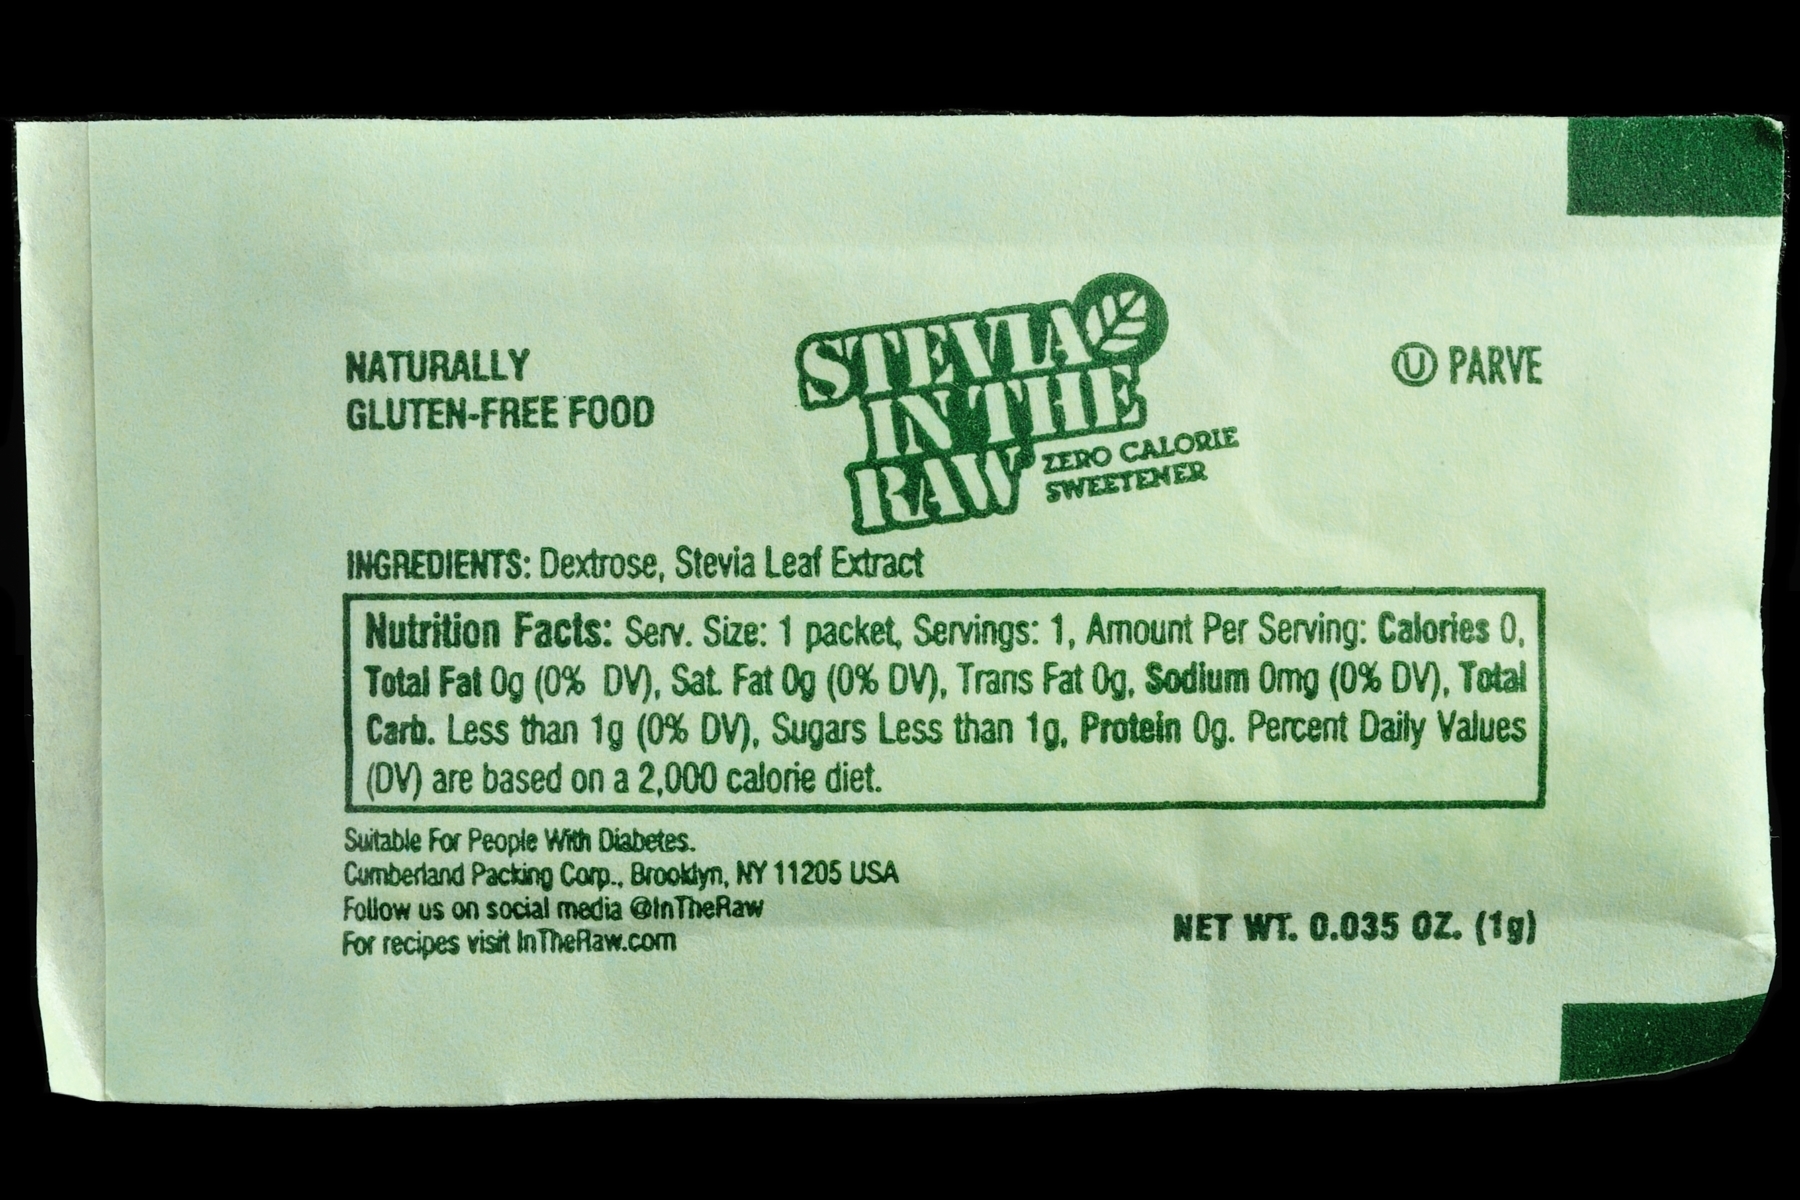 NATURALLY
GLUTEN-FREE FOOD
STEVIA
IN THE
RAW
ZERO CALORIE
SWEETENER
Ⓤ PARVE
INGREDIENTS: Dextrose, Stevia Leaf Extract
Nutrition Facts: Serv. Size: 1 packet, Servings: 1, Amount Per Serving: Calories 0,
Total Fat 0g (0% DV), Sat. Fat 0g (0% DV), Trans Fat 0g, Sodium 0mg (0% DV), Total
Carb. Less than 1g (0% DV), Sugars Less than 1g, Protein 0g. Percent Daily Values
(DV) are based on a 2,000 calorie diet.
Suitable For People With Diabetes.
Cumberland Packing Corp., Brooklyn, NY 11205 USA
Follow us on social media @InTheRaw
For recipes visit InTheRaw.com
NET WT. 0.035 OZ. (1g)